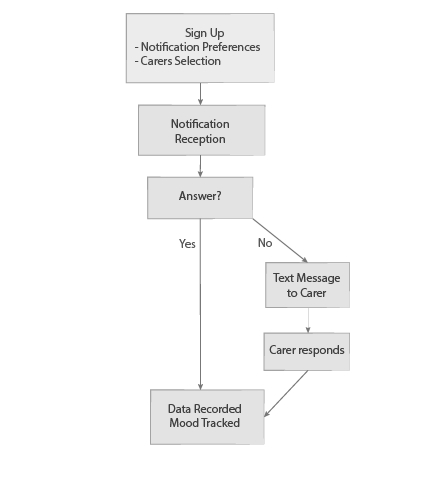 Sign Up
- Notification Preferences
- Carers Selection
Notification
Reception
Answer?
Yes
No
Text Message
to Carer
Carer responds
Data Recorded
Mood Tracked